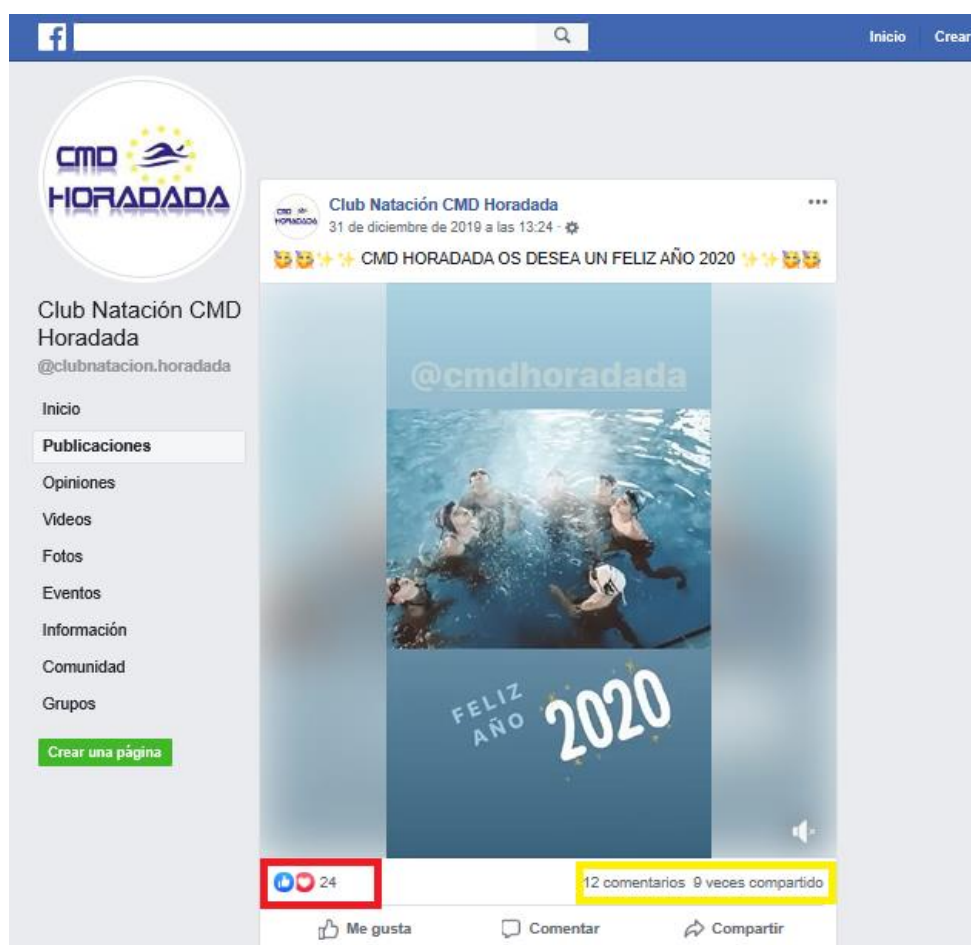 Inicio Crear
CMD
HORADADA
Club Natación CMD
Horadada
@clubnatacion.horadada
Inicio
Publicaciones
Opiniones
Videos
Fotos
Eventos
Información
Comunidad
Grupos
Crear una página
CMD
HORADADA
Club Natación CMD Horadada
31 de diciembre de 2019 a las 13:24
CMD HORADADA OS DESEA UN FELIZ AÑO 2020
@cmdhoradada
FELIZ
AÑO 2020
24
12 comentarios 9 veces compartido
Me gusta Comentar Compartir